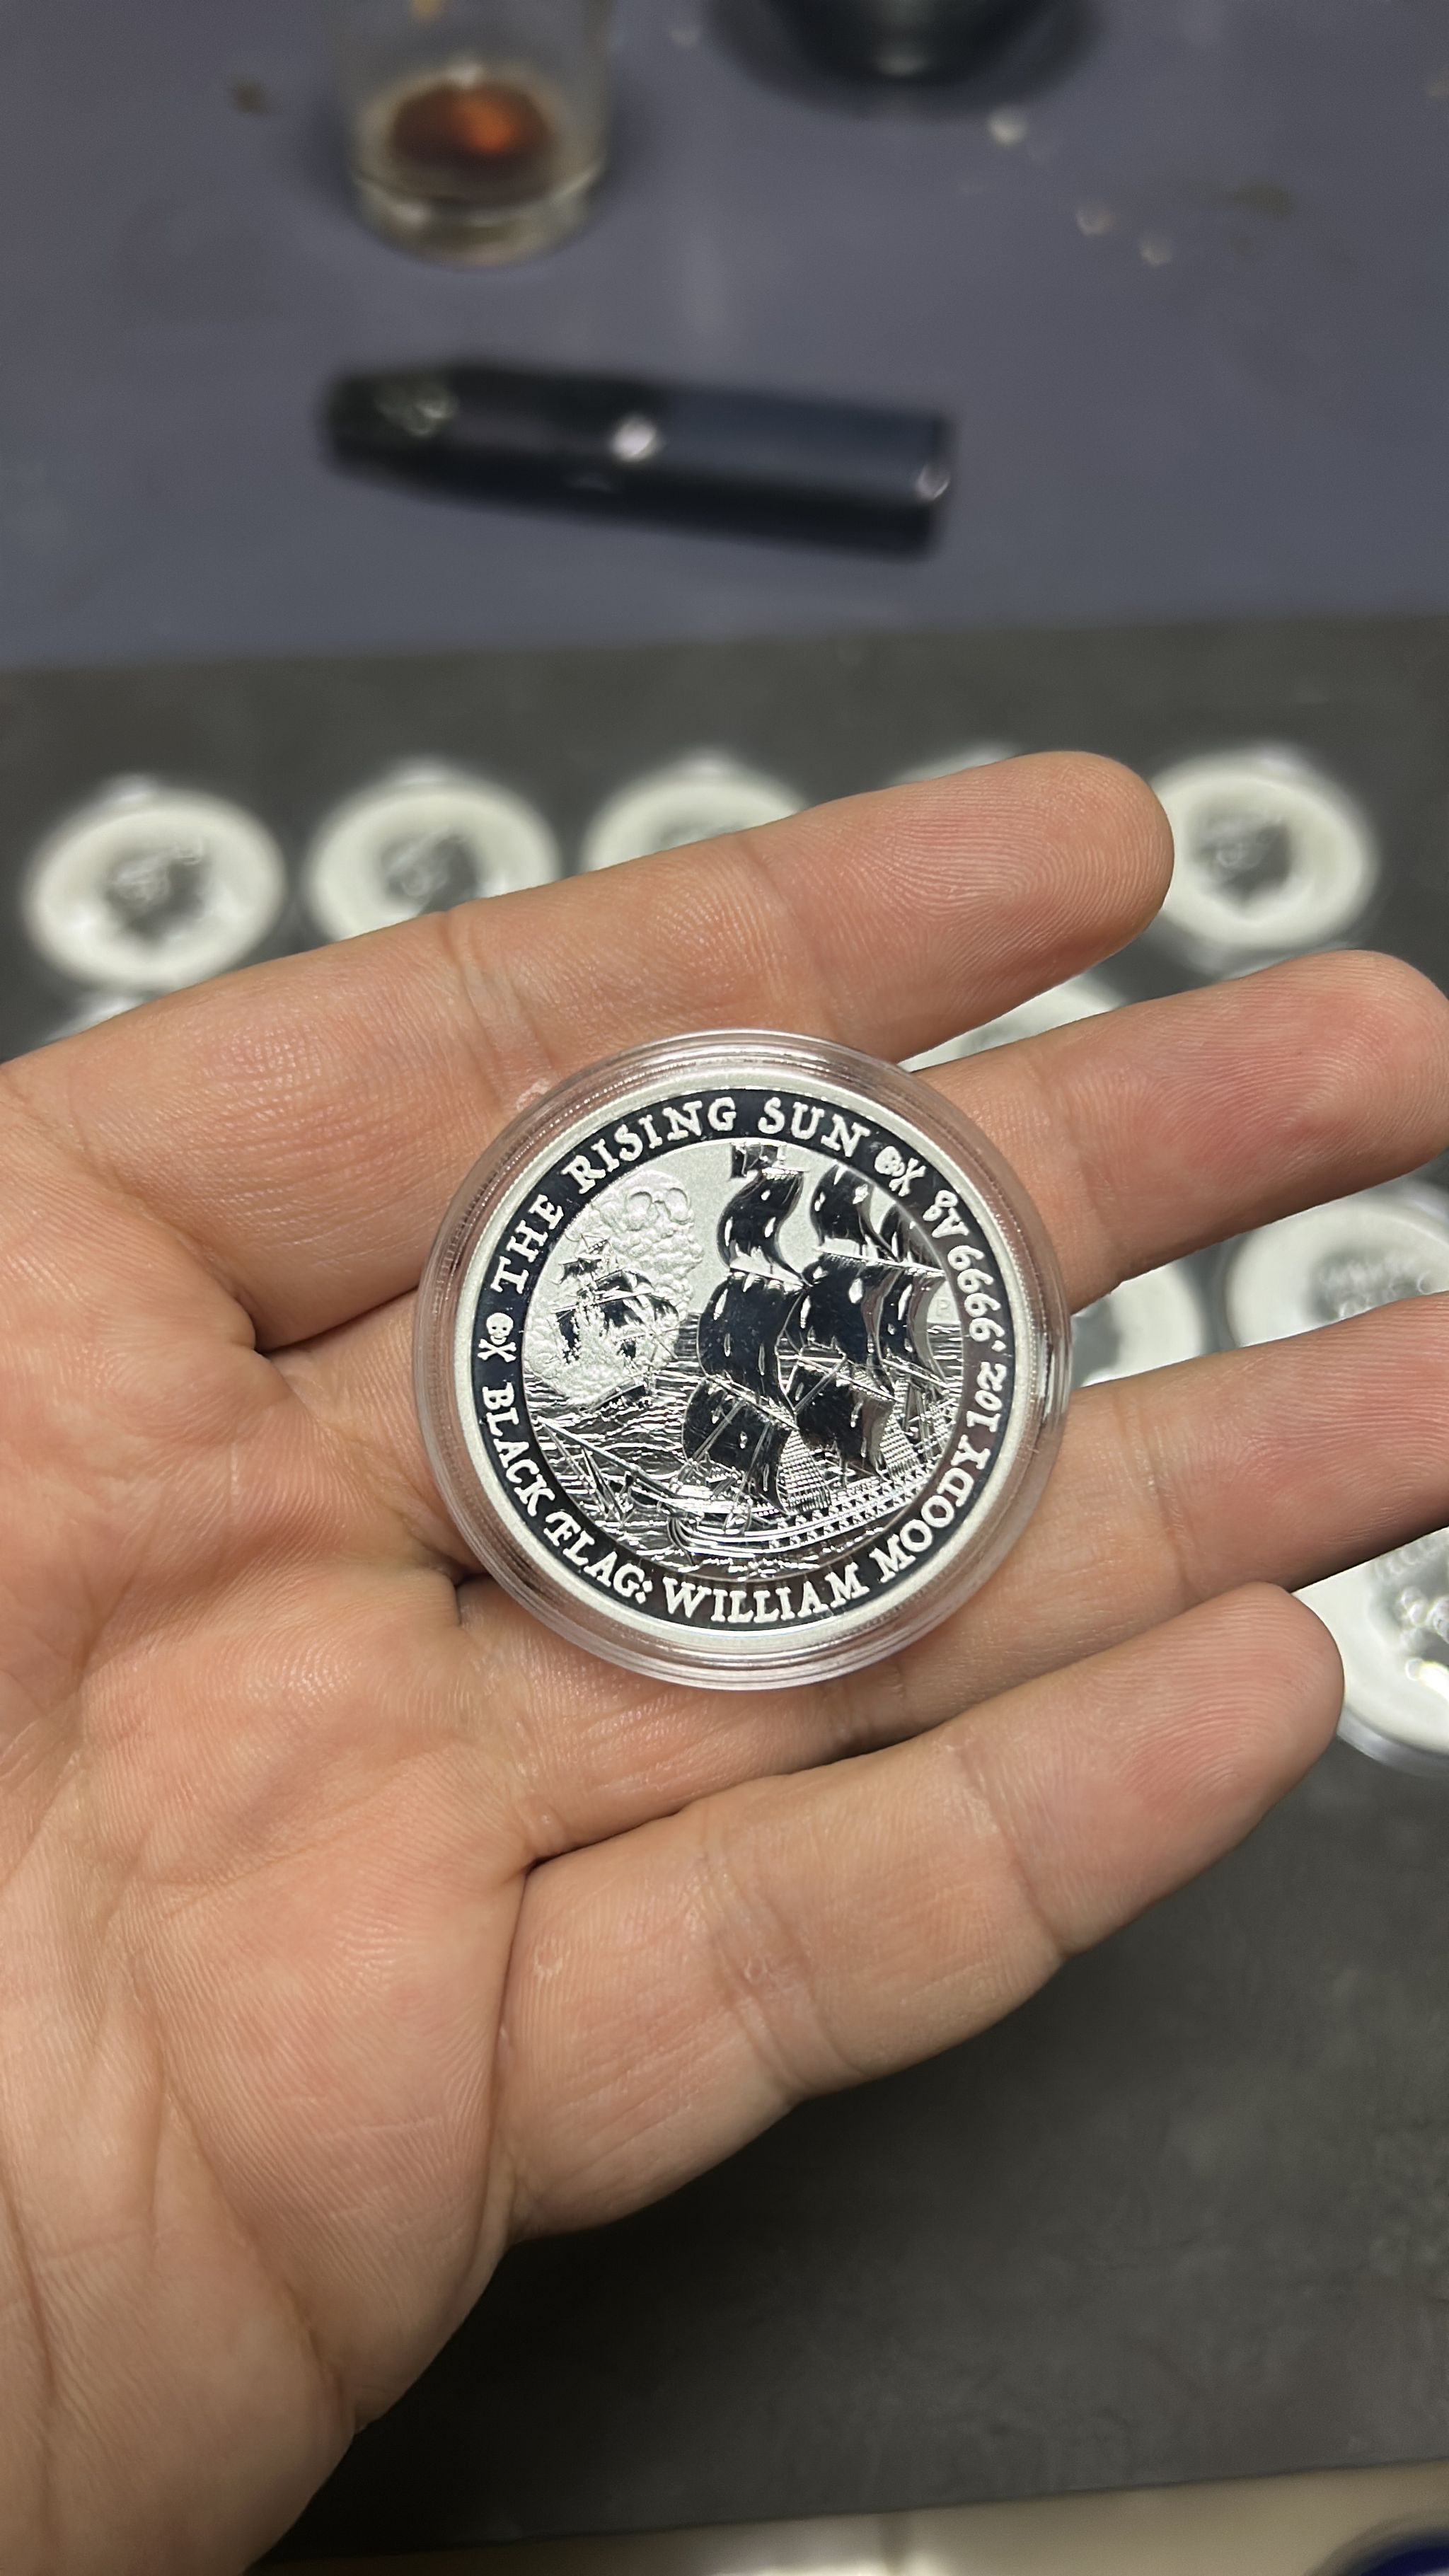 THE RISING SUN
BLACK FLAG: WILLIAM MOODY 1oz .9999 Ag
P